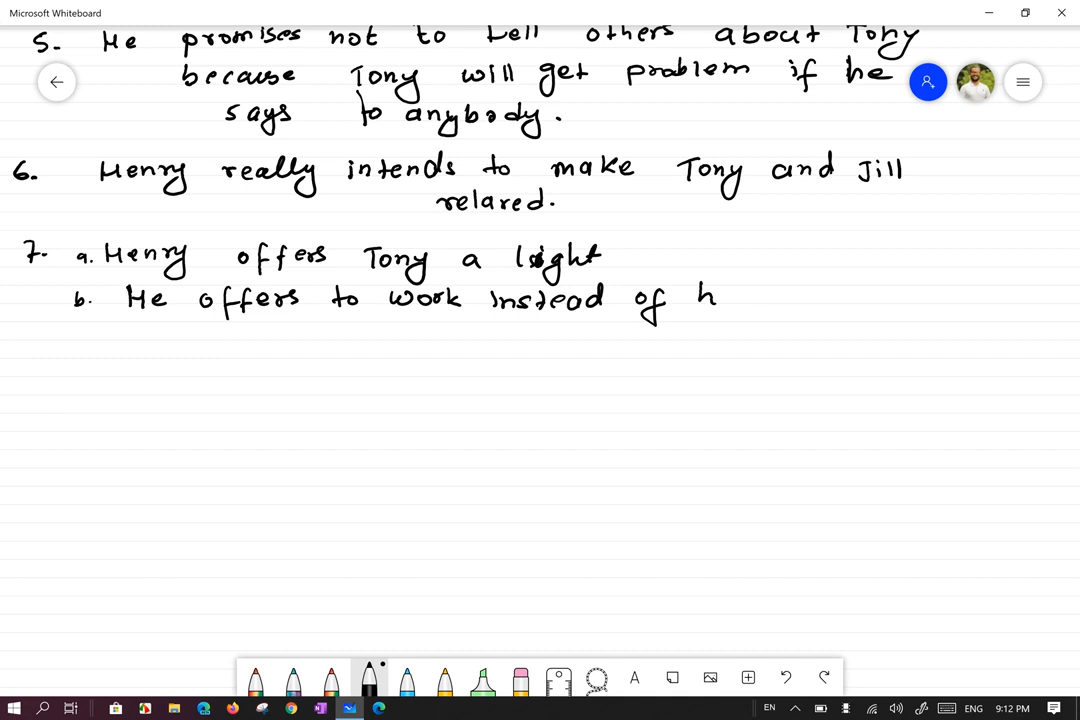 Microsoft Whiteboard
5. He promises not to tell others about Tony
because Tony will get problem if he
says to anybody.
6. Henry really intends to make Tony and Jill
relared.
7. a. Henry offers Tony a light
b. He offers to work instead of h
A
EN
ENG
9:12 PM